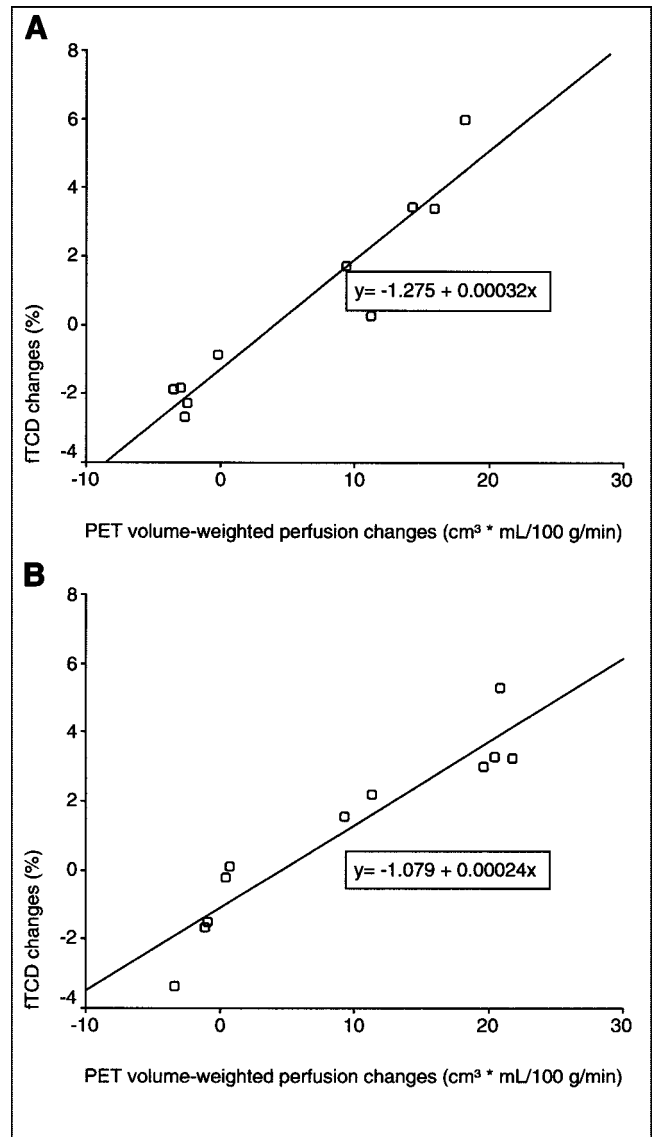 A
8
6
4
2
0
-2
-4
fTCD changes (%)
y= -1.275 + 0.00032x
-10 0 10 20 30
PET volume-weighted perfusion changes (cm³ * mL/100 g/min)
B
8
6
4
2
0
-2
-4
fTCD changes (%)
y= -1.079 + 0.00024x
-10 0 10 20 30
PET volume-weighted perfusion changes (cm³ * mL/100 g/min)